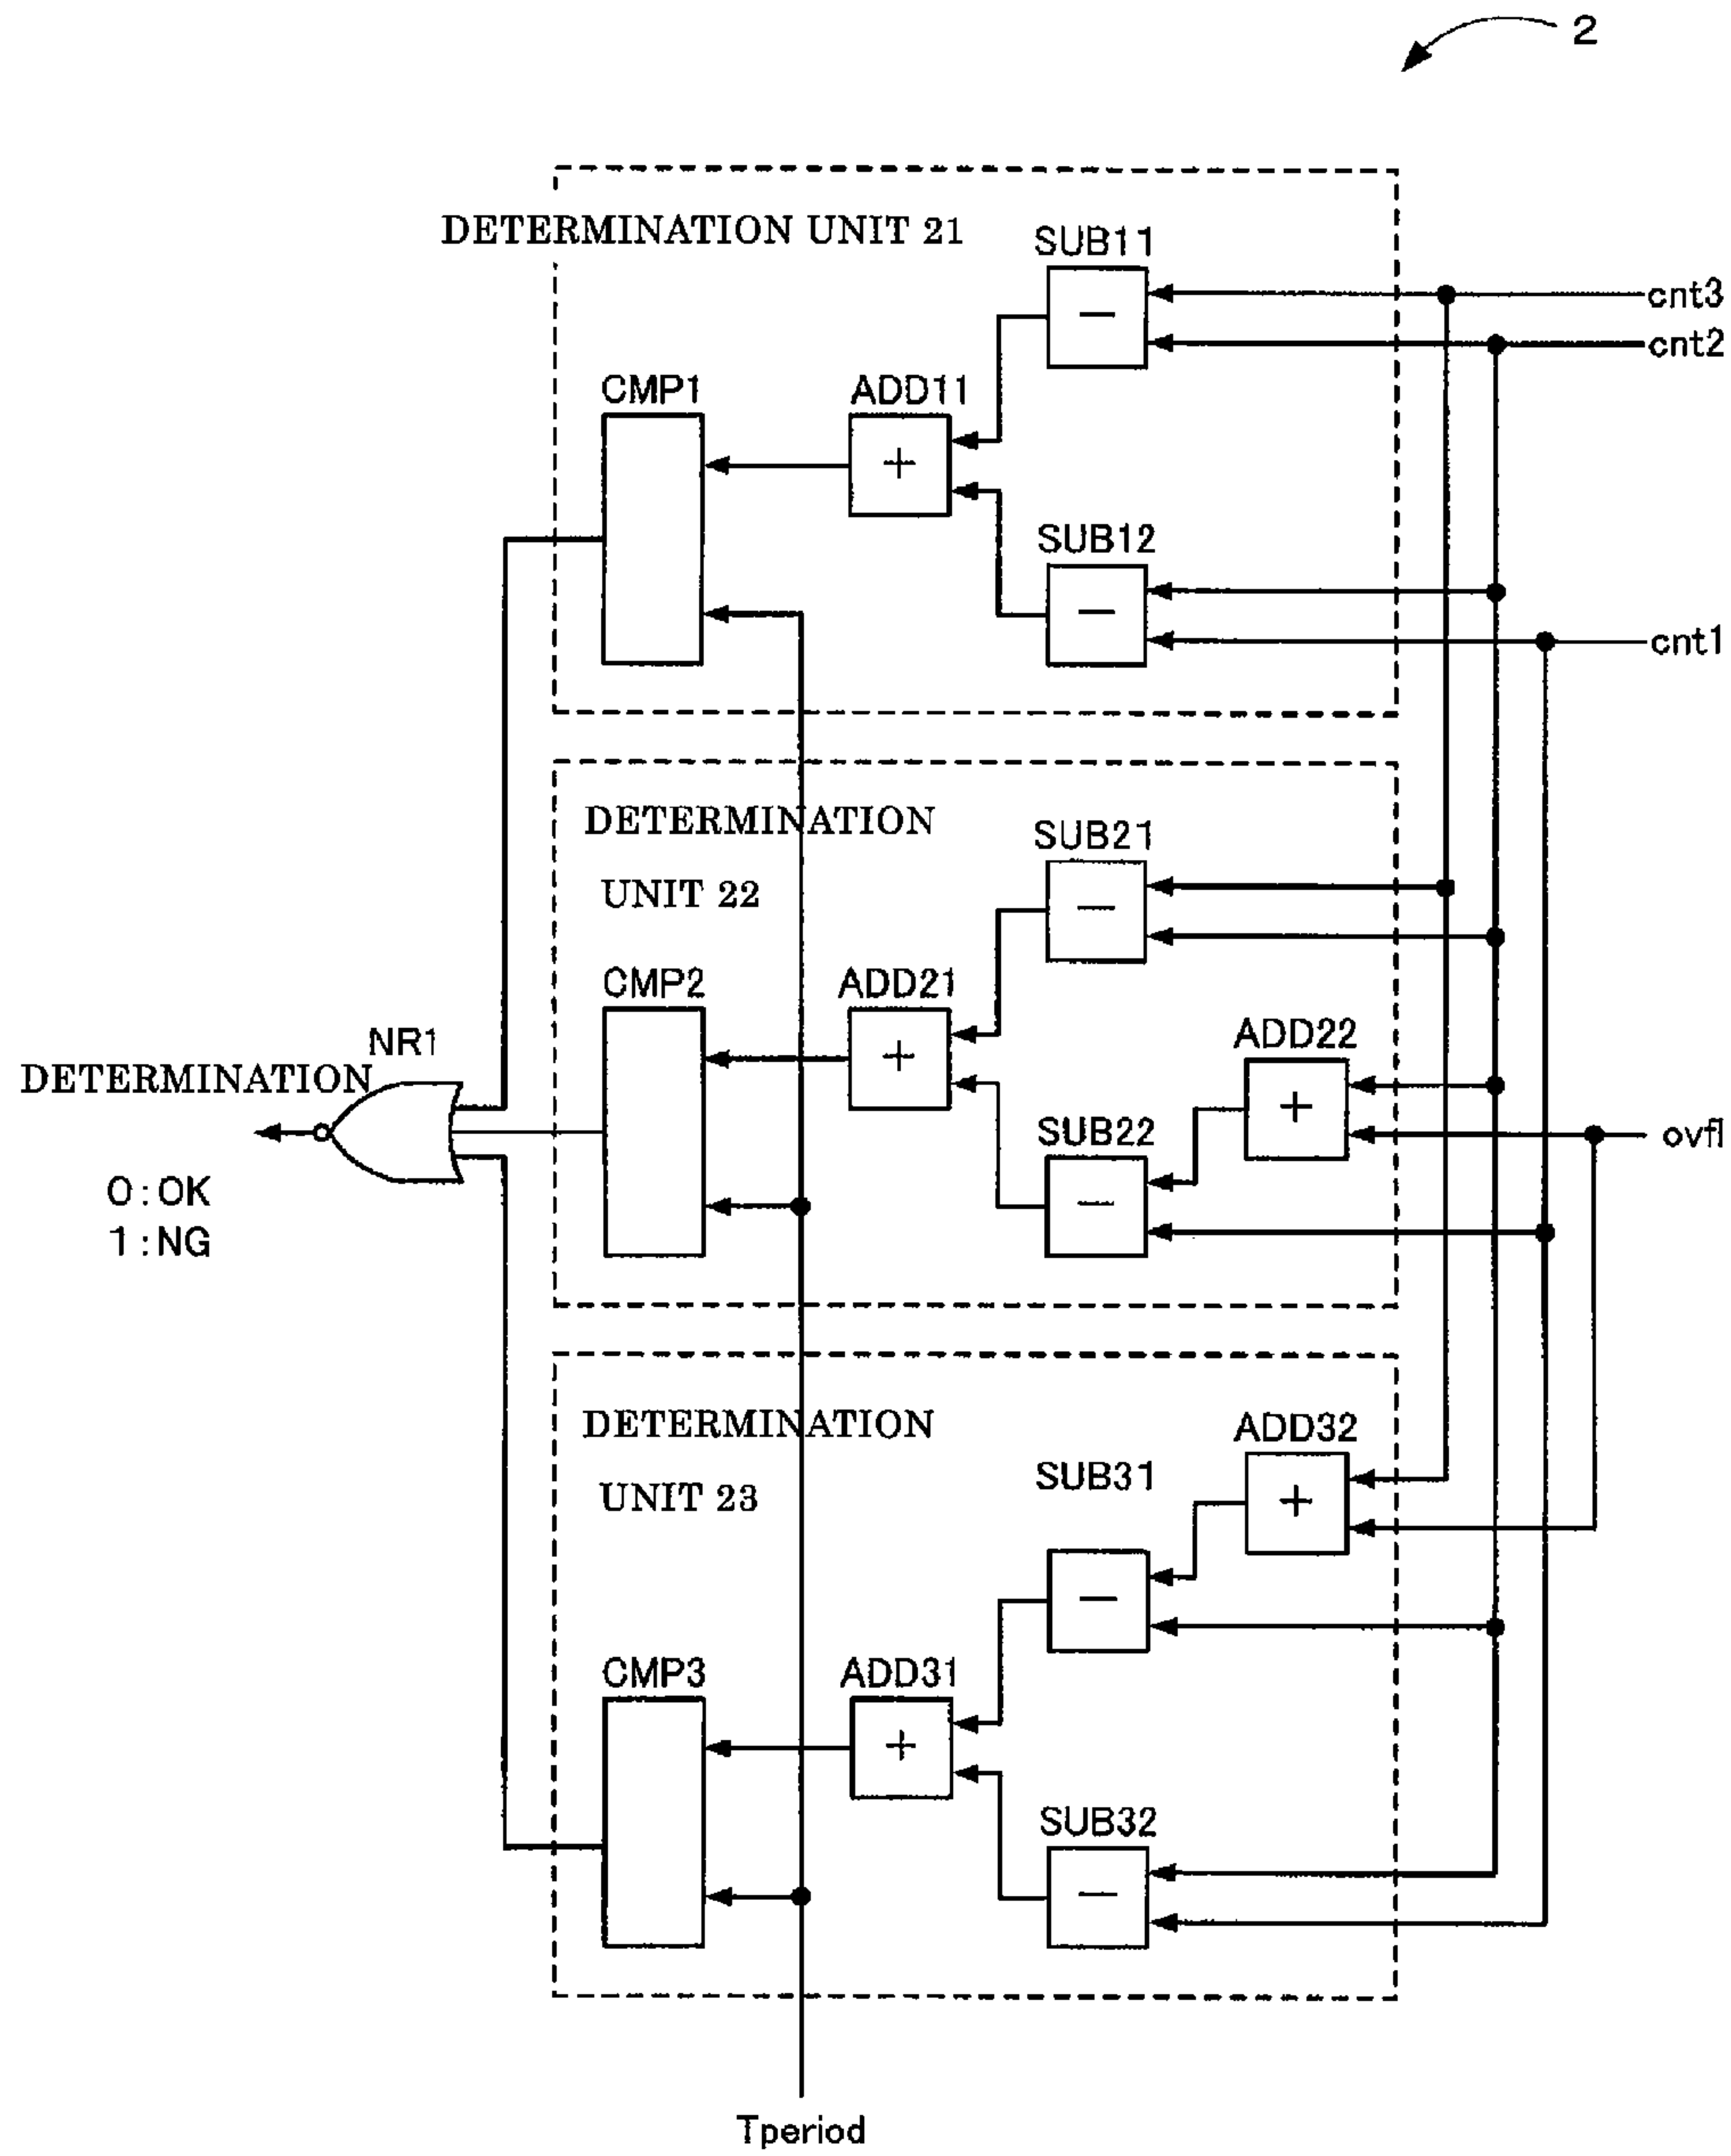 2
DETERMINATION UNIT 21
SUB11
−
cnt3
cnt2
CMP1
ADD11
+
SUB12
−
cnt1
DETERMINATION
UNIT 22
SUB21
−
CMP2
ADD21
+
ADD22
+
SUB22
−
ovfl
NR1
DETERMINATION
0:OK
1:NG
DETERMINATION
UNIT 23
ADD32
+
SUB31
−
CMP3
ADD31
+
SUB32
−
Tperiod